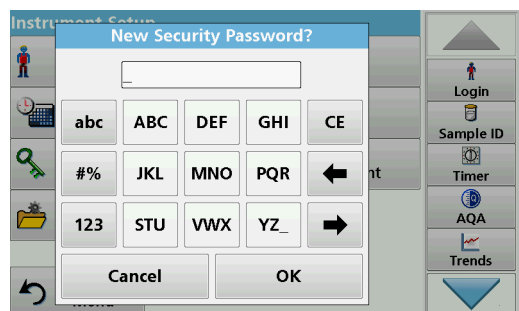 Instrument Setup
New Security Password?
_
abc ABC DEF GHI CE
#% JKL MNO PQR
123 STU VWX YZ_
Cancel OK
Menu
Login
Sample ID
Timer
AQA
Trends